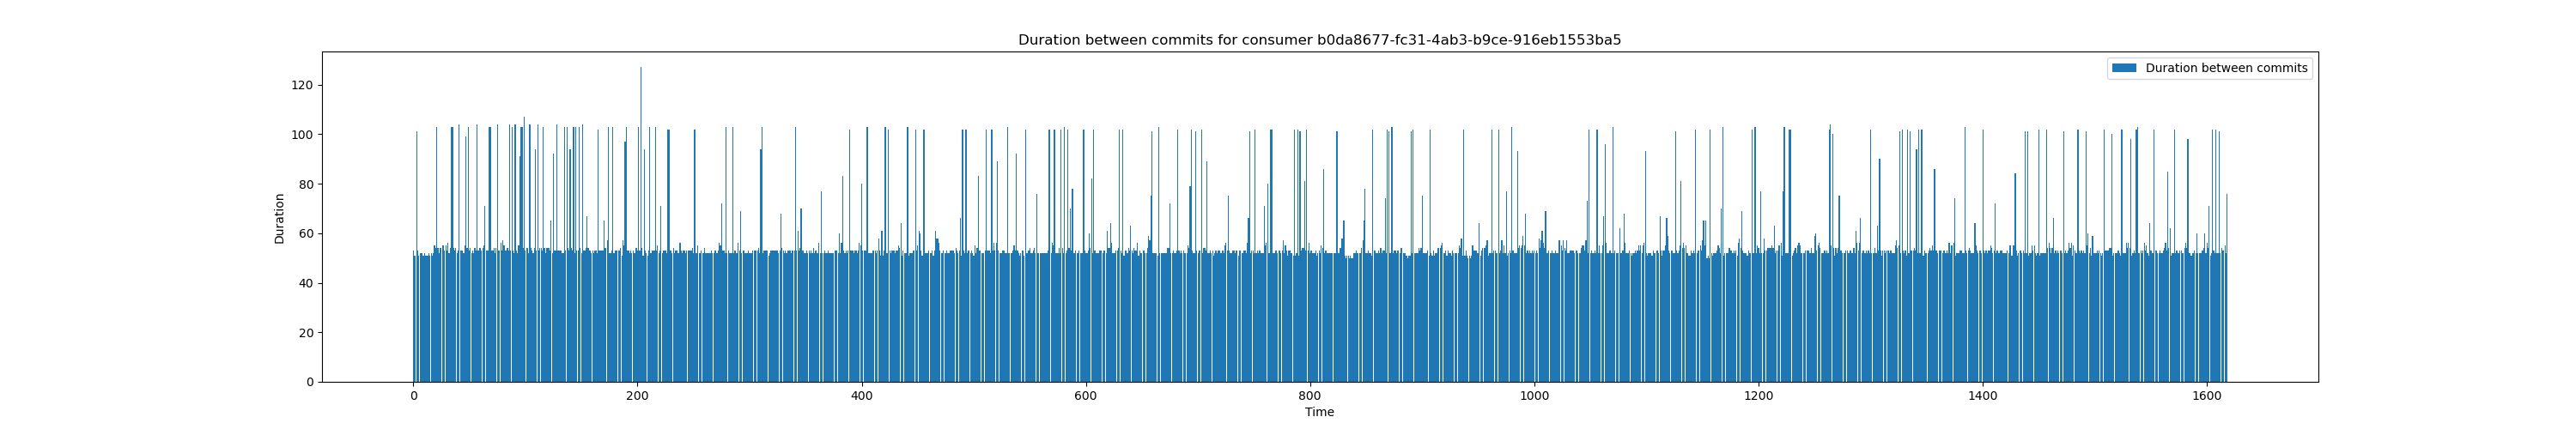 Duration between commits for consumer b0da8677-fc31-4ab3-b9ce-916eb1553ba5
Duration between commits
120
100
80
60
40
20
0
Duration
0 200 400 600 800 1000 1200 1400 1600
Time